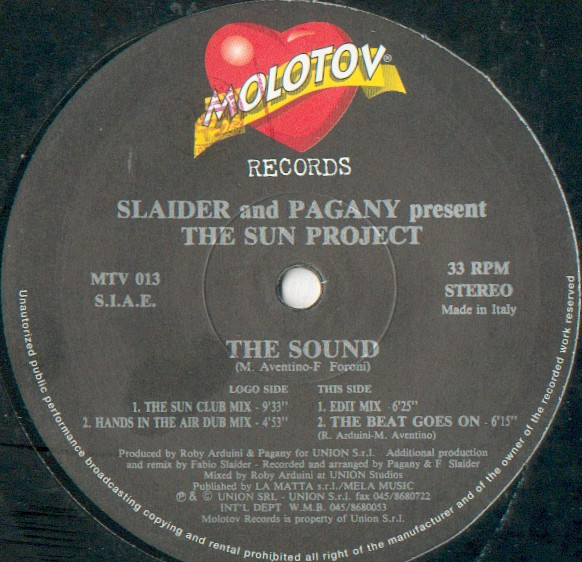 MOLOTOV®
RECORDS
SLAIDER and PAGANY present
THE SUN PROJECT
MTV 013
S.I.A.E.
33 RPM
STEREO
Made in Italy
THE SOUND
(M. Aventino-F Foroni)
LOGO SIDE
1. THE SUN CLUB MIX - 9'33"
2. HANDS IN THE AIR DUB MIX - 4'53"
THIS SIDE
1. EDIT MIX - 6'25"
2. THE BEAT GOES ON - 6'15"
(R. Arduini-M. Aventino)
Produced by Roby Arduini & Pagany for UNION S.r.l. Additional production
and remix by Fabio Slaider - Recorded and arranged by Pagany & F Slaider
Mixed by Roby Arduini at UNION Studios
Published by LA MATTA s.r.l./MELA MUSIC
℗ & © UNION SRL - UNION S.r.l. fax 045/8680722
INT'L DEPT W.M.B. 045/8680053
Molotov Records is property of Union S.r.l.
Unautorized public performance broadcasting copying and rental prohibited all right of the manufacturer and of the owner of the recorded work reserved